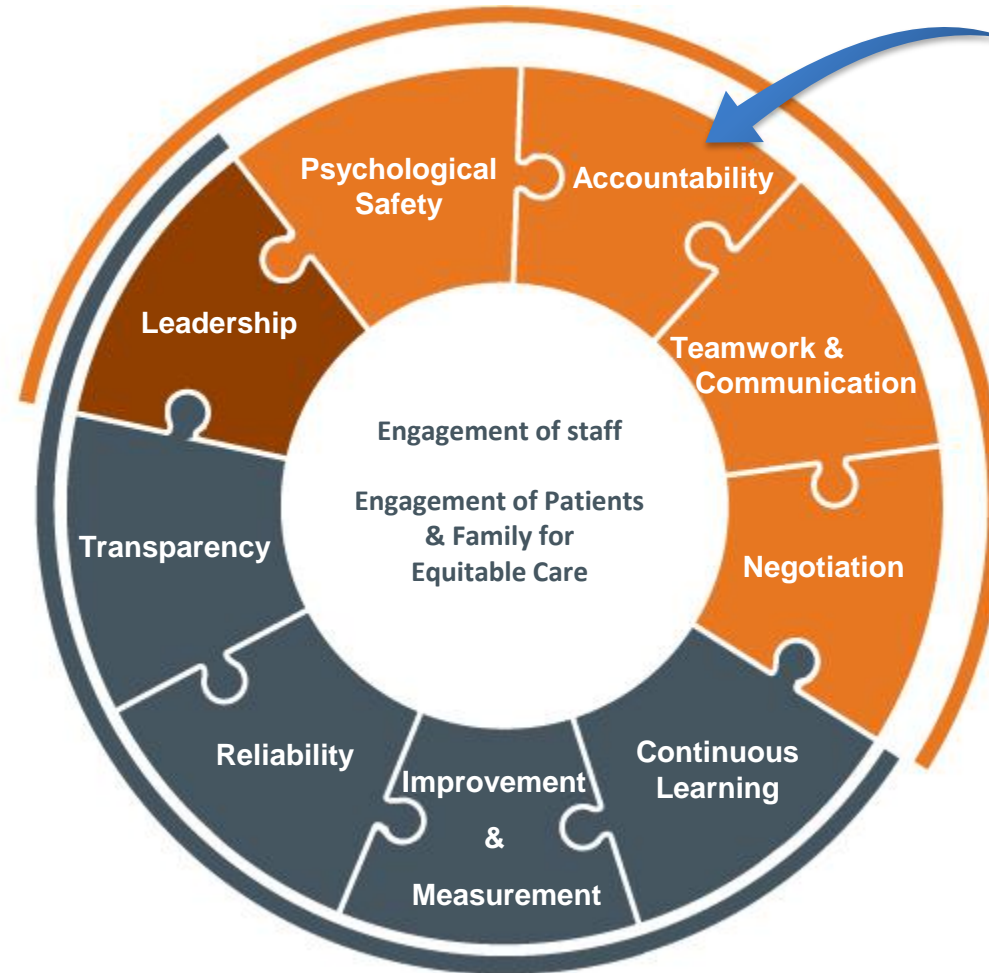 Psychological
Safety
Accountability
Teamwork &
Communication
Negotiation
Continuous
Learning
Improvement
&
Measurement
Reliability
Transparency
Leadership
Engagement of staff
Engagement of Patients
& Family for
Equitable Care